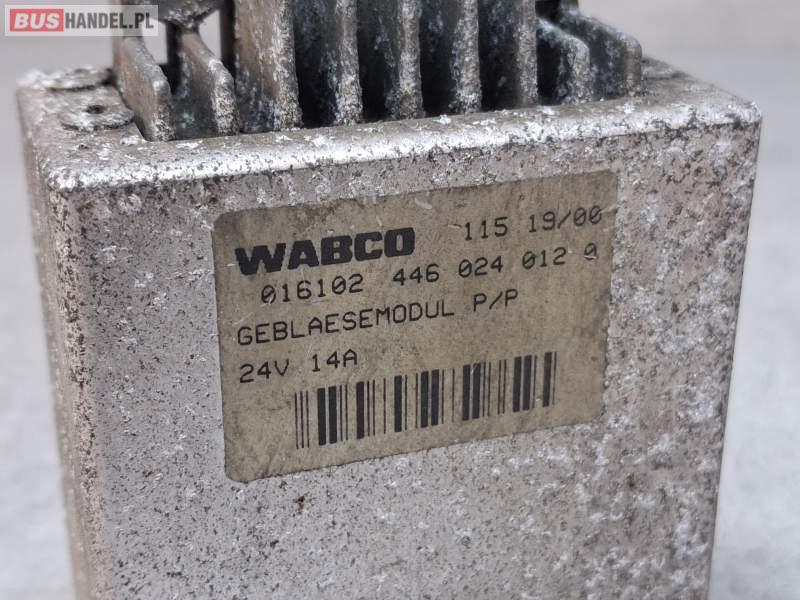 BUSHANDEL.PL
WABCO 115 19/00
016102 446 024 012 0
GEBLAESEMODUL P/P
24V 14A